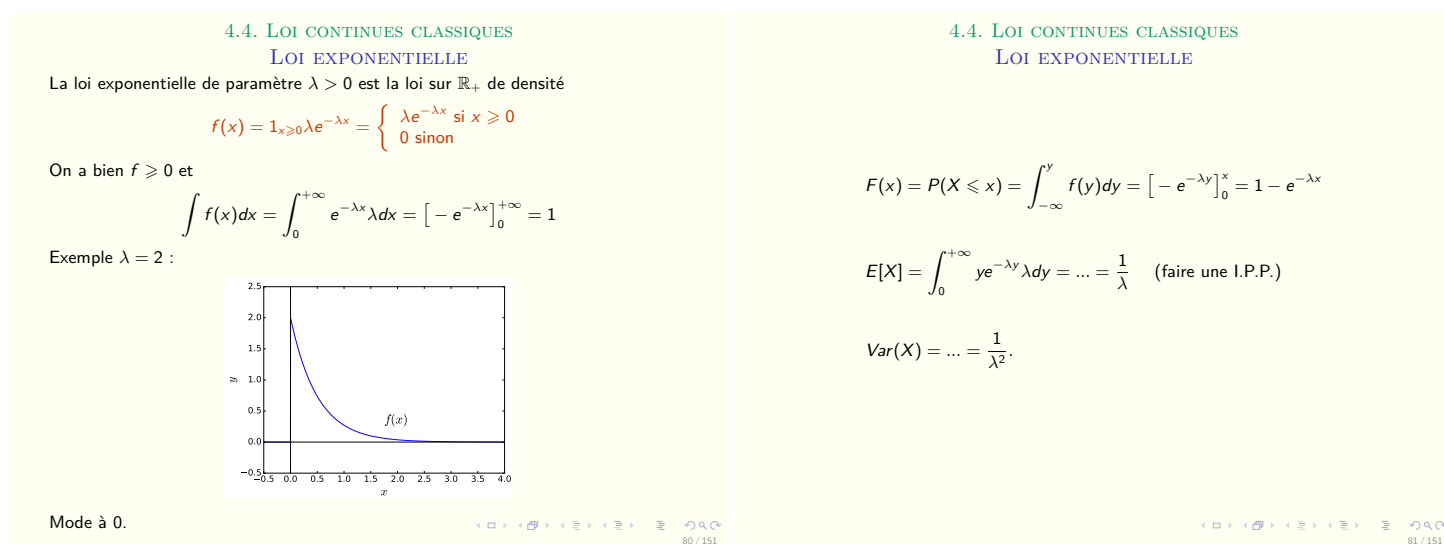 4.4. Loi continues classiques
Loi exponentielle
La loi exponentielle de paramètre λ > 0 est la loi sur ℝ₊ de densité
f(x) = 1_{x⩾0}λe^{−λx} = { λe^{−λx} si x ⩾ 0
0 sinon
On a bien f ⩾ 0 et
∫ f(x)dx = ∫_0^{+∞} e^{−λx}λdx = [ − e^{−λx}]_0^{+∞} = 1
Exemple λ = 2 :
2.5
2.0
1.5
1.0
0.5
0.0
−0.5
y
f(x)
−0.5 0.0 0.5 1.0 1.5 2.0 2.5 3.0 3.5 4.0
x
Mode à 0.
80 / 151
4.4. Loi continues classiques
Loi exponentielle
F(x) = P(X ⩽ x) = ∫_{−∞}^y f(y)dy = [ − e^{−λy}]_0^x = 1 − e^{−λx}
E[X] = ∫_0^{+∞} ye^{−λy}λdy = ... = 1/λ (faire une I.P.P.)
Var(X) = ... = 1/λ².
81 / 151